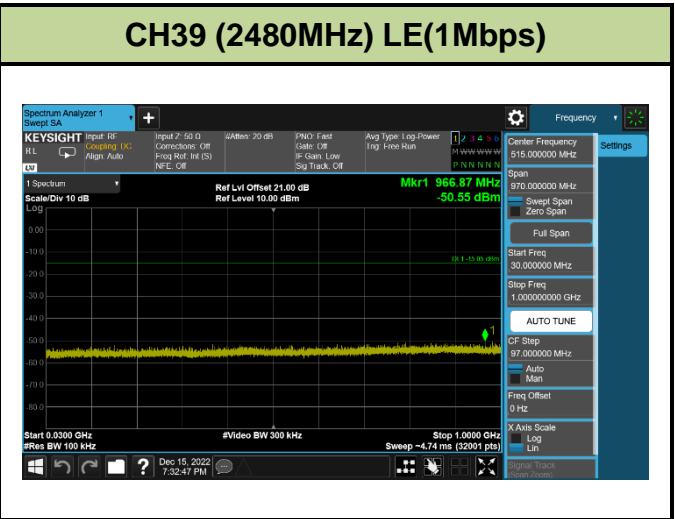 CH39 (2480MHz) LE(1Mbps)
Spectrum Analyzer 1
Swept SA
Frequency
KEYSIGHT
RL
Input: RF
Coupling: DC
Align: Auto
Input Z: 50 Ω
Corrections: Off
Freq Ref: Int (S)
NFE: Off
#Atten: 20 dB
PNO: Fast
Gate: Off
IF Gain: Low
Sig Track: Off
Avg Type: Log-Power
Trig: Free Run
1 2 3 4 5 6
M W W W W W
P N N N N N
Center Frequency
515.000000 MHz
Settings
Span
970.000000 MHz
Swept Span
Zero Span
Full Span
Start Freq
30.000000 MHz
Stop Freq
1.000000000 GHz
AUTO TUNE
CF Step
97.000000 MHz
Auto
Man
Freq Offset
0 Hz
X Axis Scale
Log
Lin
Signal Track
(Span Zoom)
1 Spectrum
Scale/Div 10 dB
Log
Ref Lvl Offset 21.00 dB
Ref Level 10.00 dBm
Mkr1 966.87 MHz
-50.55 dBm
0.00
-10.0
-20.0
-30.0
-40.0
-50.0
-60.0
-70.0
-80.0
DL1 -15.05 dBm
1
Start 0.0300 GHz
#Res BW 100 kHz
#Video BW 300 kHz
Stop 1.0000 GHz
Sweep ~4.74 ms (32001 pts)
Dec 15, 2022
7:32:47 PM